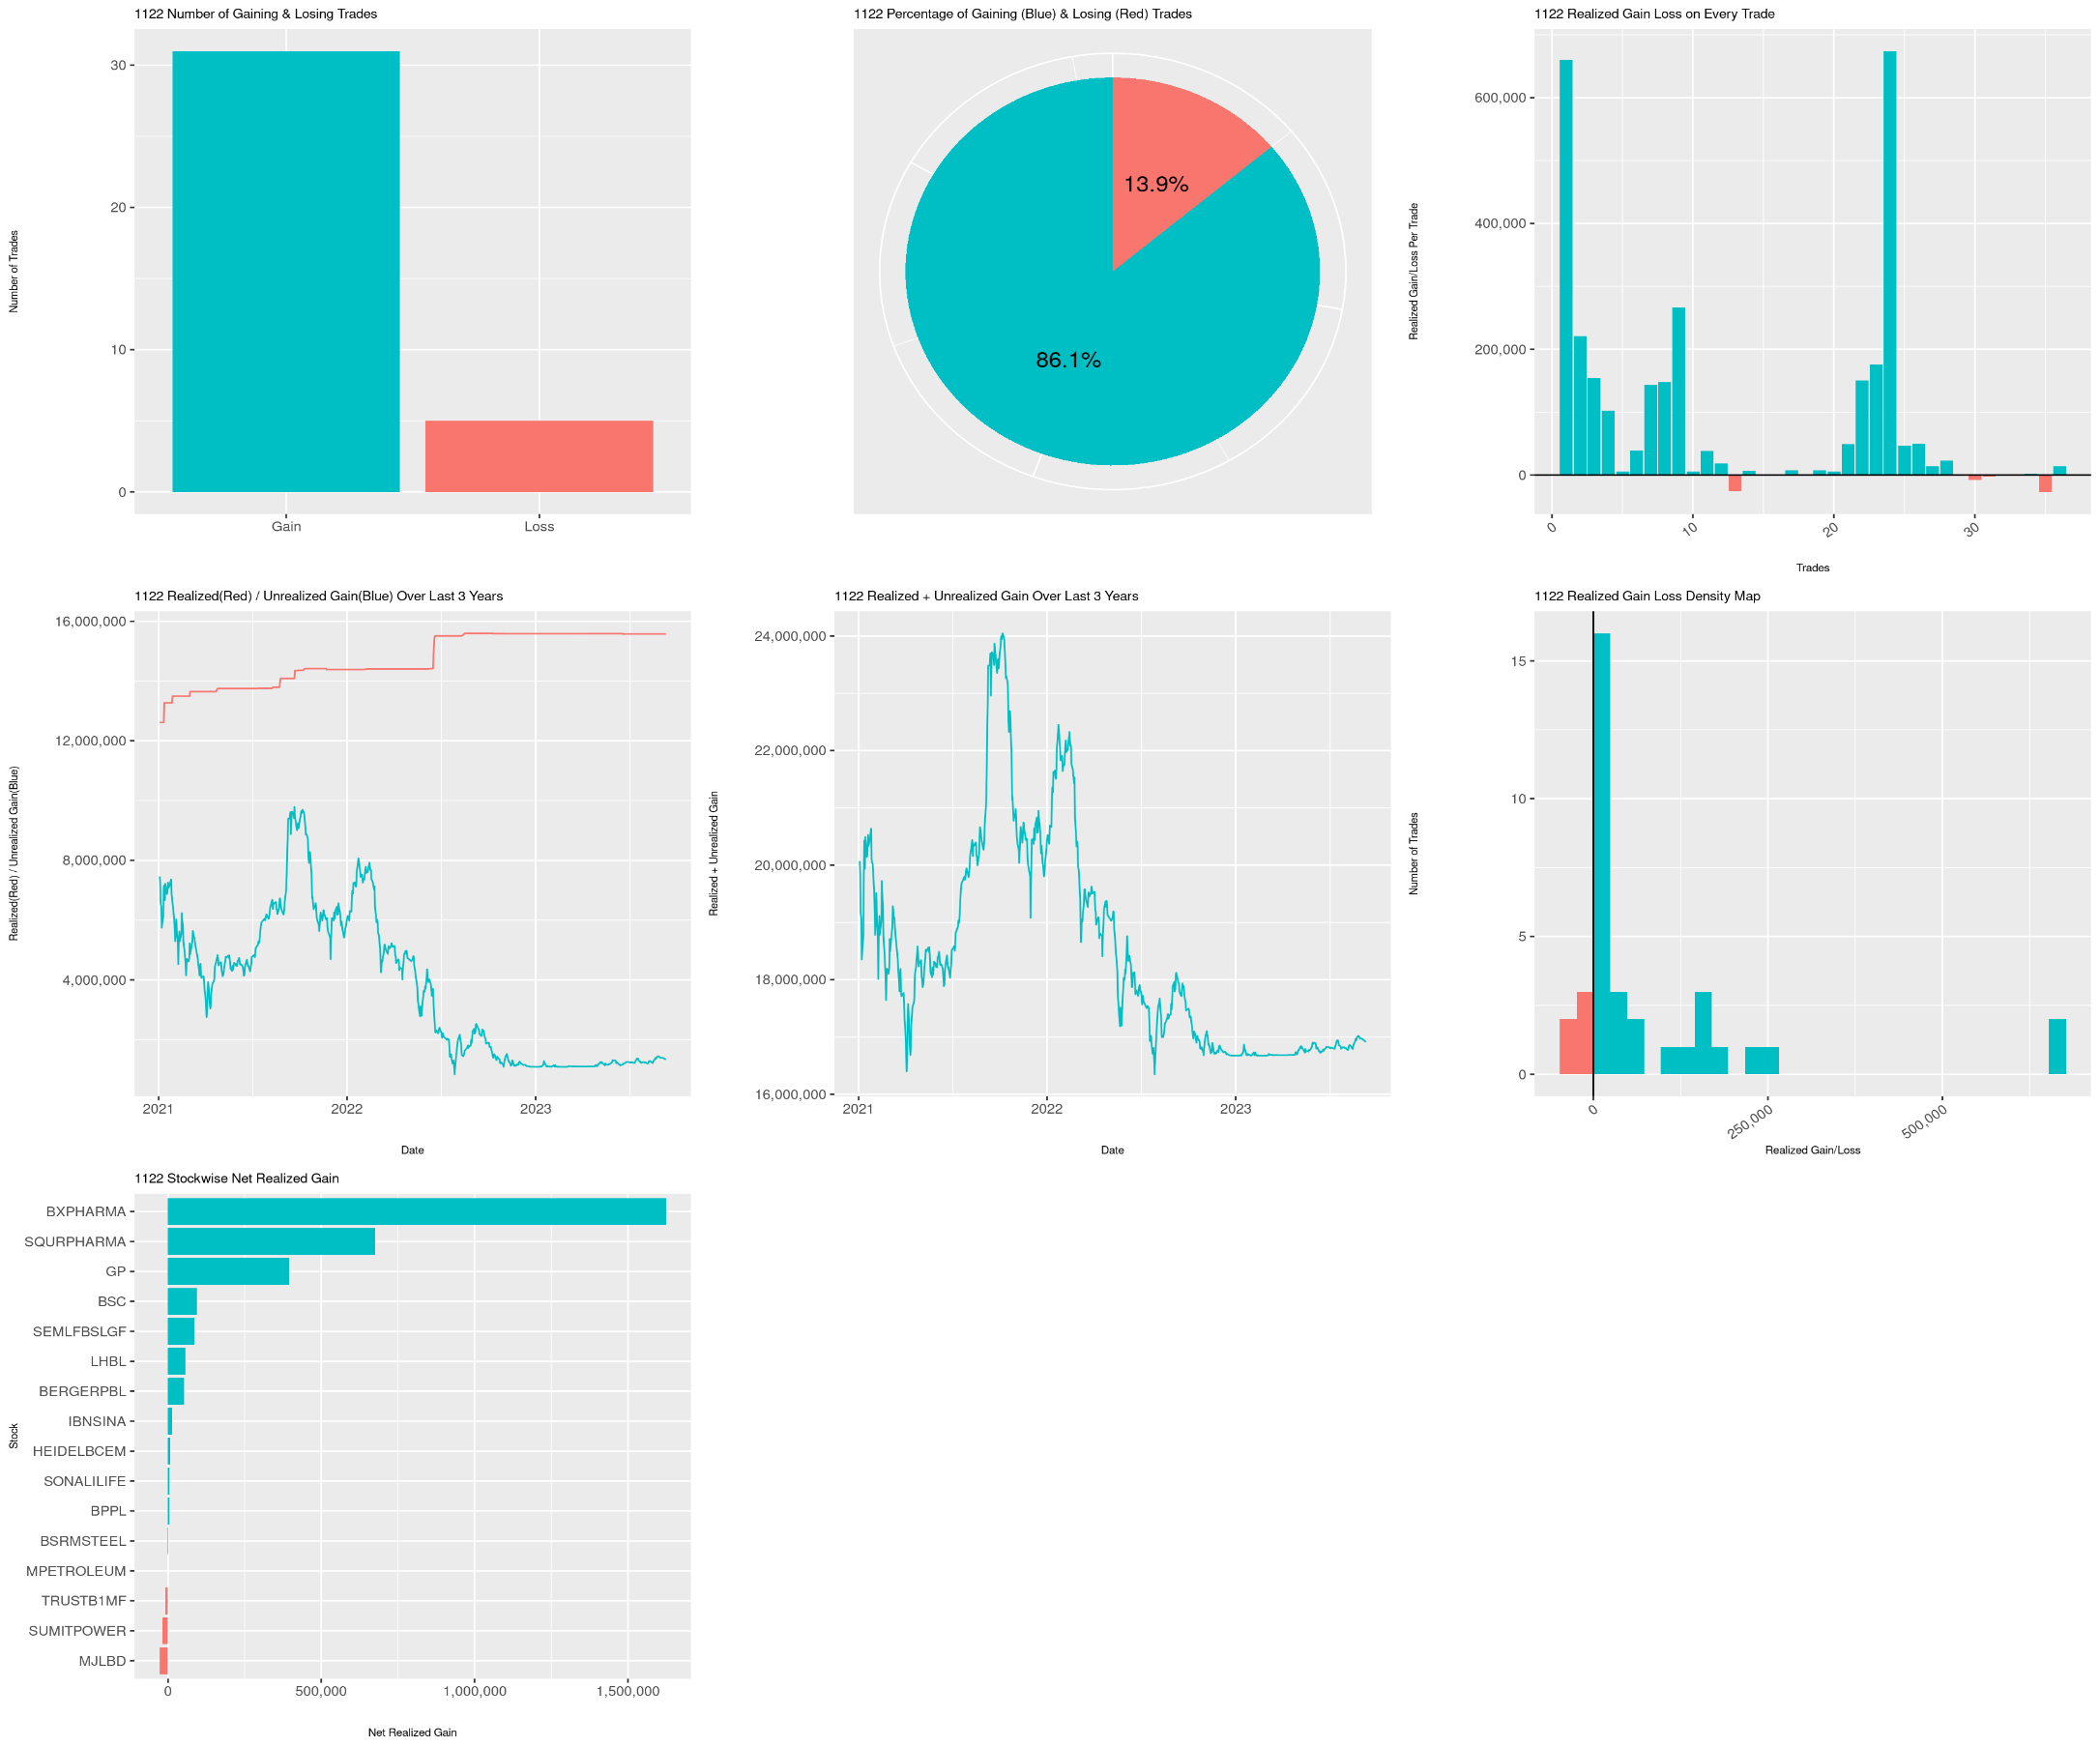 1122 Number of Gaining & Losing Trades
Number of Trades
30
20
10
0
Gain
Loss
1122 Percentage of Gaining (Blue) & Losing (Red) Trades
13.9%
86.1%
1122 Realized Gain Loss on Every Trade
Realized Gain/Loss Per Trade
600,000
400,000
200,000
0
0
10
20
30
Trades
1122 Realized(Red) / Unrealized Gain(Blue) Over Last 3 Years
Realized(Red) / Unrealized Gain(Blue)
16,000,000
12,000,000
8,000,000
4,000,000
2021
2022
2023
Date
1122 Realized + Unrealized Gain Over Last 3 Years
Realized + Unrealized Gain
24,000,000
22,000,000
20,000,000
18,000,000
16,000,000
2021
2022
2023
Date
1122 Realized Gain Loss Density Map
Number of Trades
15
10
5
0
0
250,000
500,000
Realized Gain/Loss
1122 Stockwise Net Realized Gain
Stock
BXPHARMA
SQURPHARMA
GP
BSC
SEMLFBSLGF
LHBL
BERGERPBL
IBNSINA
HEIDELBCEM
SONALILIFE
BPPL
BSRMSTEEL
MPETROLEUM
TRUSTB1MF
SUMITPOWER
MJLBD
0
500,000
1,000,000
1,500,000
Net Realized Gain